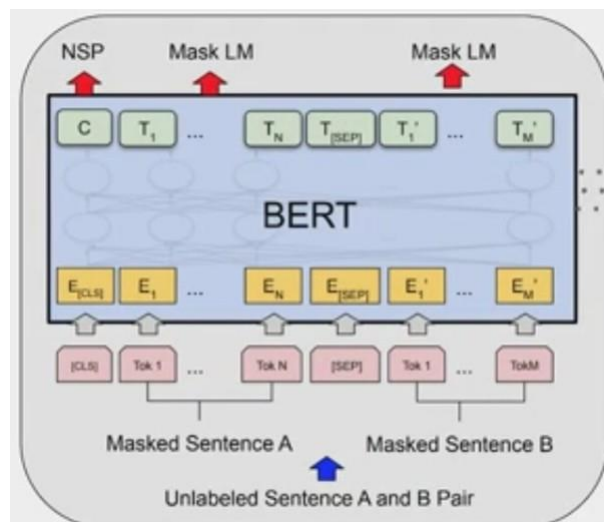 NSP Mask LM Mask LM
C T1 ... TN T[SEP] T1' ... TM'
BERT
E[CLS] E1 ... EN E[SEP] E1' ... EM'
[CLS] Tok 1 ... Tok N [SEP] Tok 1 ... TokM
Masked Sentence A Masked Sentence B
Unlabeled Sentence A and B Pair